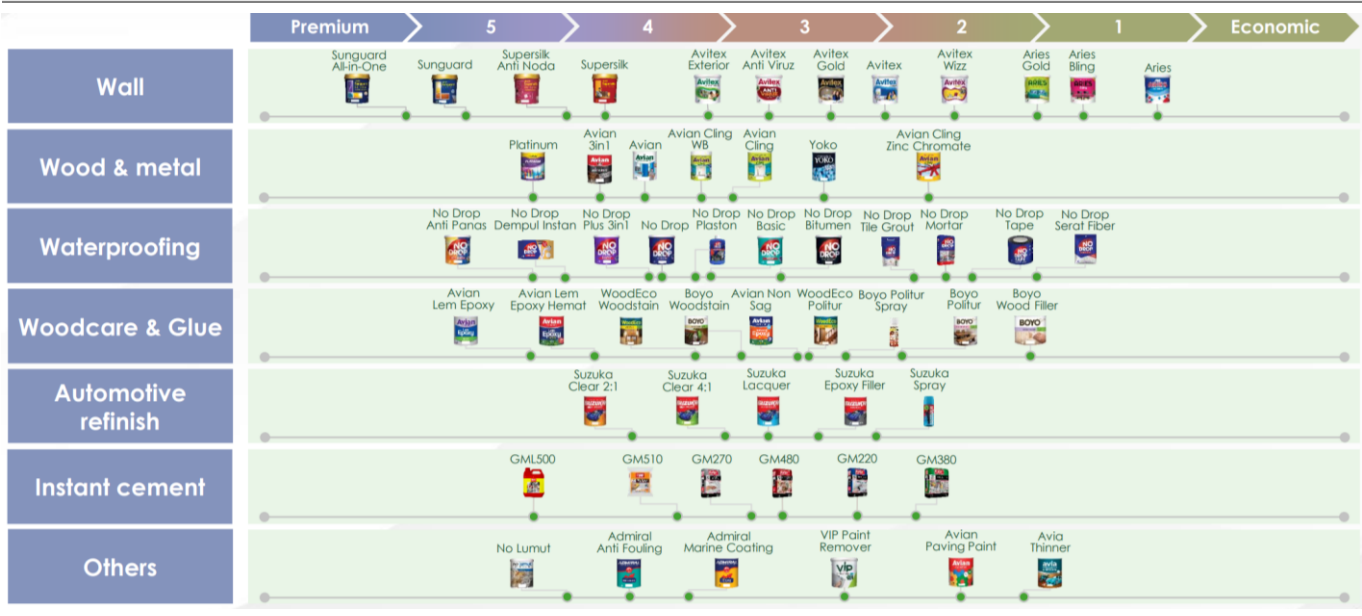 Premium 5 4 3 2 1 Economic
Wall
Sunguard
All-in-One
Sunguard
Supersilk
Anti Noda
Supersilk
Avitex
Exterior
Avitex
Anti Viruz
Avitex
Gold
Avitex
Avitex
Wizz
Aries
Gold
Aries
Bling
Aries
Wood & metal
Platinum
Avian
3in1
Avian
Avian Cling
WB
Avian
Cling
Yoko
Avian Cling
Zinc Chromate
Waterproofing
No Drop
Anti Panas
No Drop
Dempul Instan
No Drop
Plus 3in1
No Drop
No Drop
Plaston
No Drop
Basic
No Drop
Bitumen
No Drop
Tile Grout
No Drop
Mortar
No Drop
Tape
No Drop
Serat Fiber
Woodcare & Glue
Avian
Lem Epoxy
Avian Lem
Epoxy Hemat
WoodEco
Woodstain
Boyo
Woodstain
Avian Non
Sag
WoodEco
Politur
Boyo Politur
Spray
Boyo
Politur
Boyo
Wood Filler
Automotive
refinish
Suzuka
Clear 2:1
Suzuka
Clear 4:1
Suzuka
Lacquer
Suzuka
Epoxy Filler
Suzuka
Spray
Instant cement
GML500
GM510
GM270
GM480
GM220
GM380
Others
No Lumut
Admiral
Anti Fouling
Admiral
Marine Coating
VIP Paint
Remover
Avian
Paving Paint
Avia
Thinner